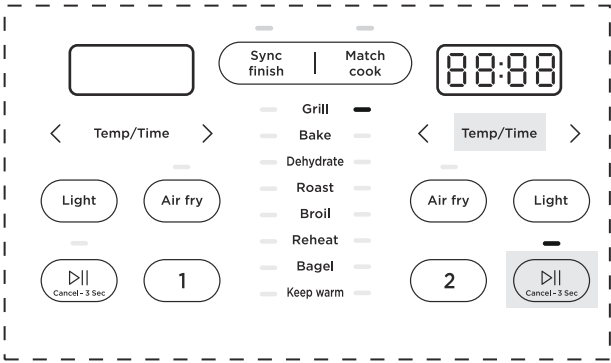 Sync finish
Match cook
88:88
< Temp/Time >
Grill
Bake
Dehydrate
Roast
Broil
Reheat
Bagel
Keep warm
< Temp/Time >
Light
Air fry
Air fry
Light
Cancel - 3 Sec
1
2
Cancel - 3 Sec